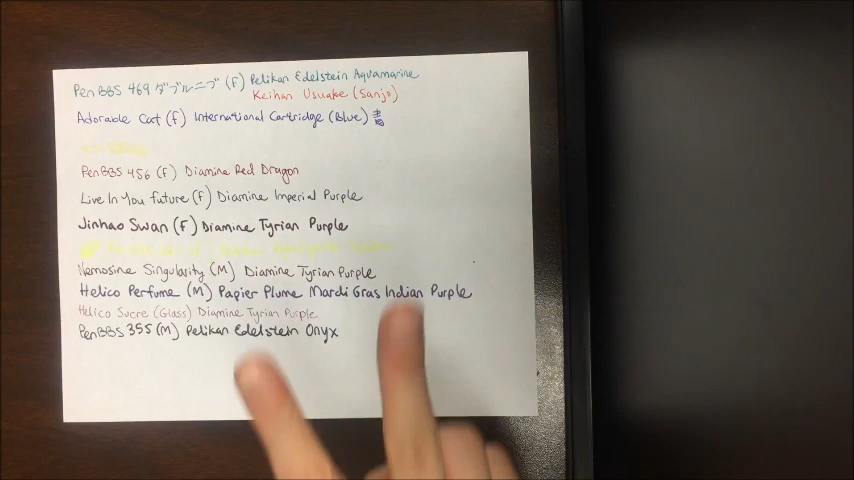 PenBBS 469 ダブルニブ (F) Pelikan Edelstein Aquamarine
Keihan Usuake (Sanjo)
Adorable Cat (F) International Cartridge (Blue) 青
PenBBS 456 (F) Diamine Red Dragon
Live In You future (F) Diamine Imperial Purple
Jinhao Swan (F) Diamine Tyrian Purple
Nemosine Singularity (M) Diamine Tyrian Purple
Helico Perfume (M) Papier Plume Mardi Gras Indian Purple
Helico Sucre (Glass) Diamine Tyrian Purple
PenBBS 355 (M) Pelikan Edelstein Onyx